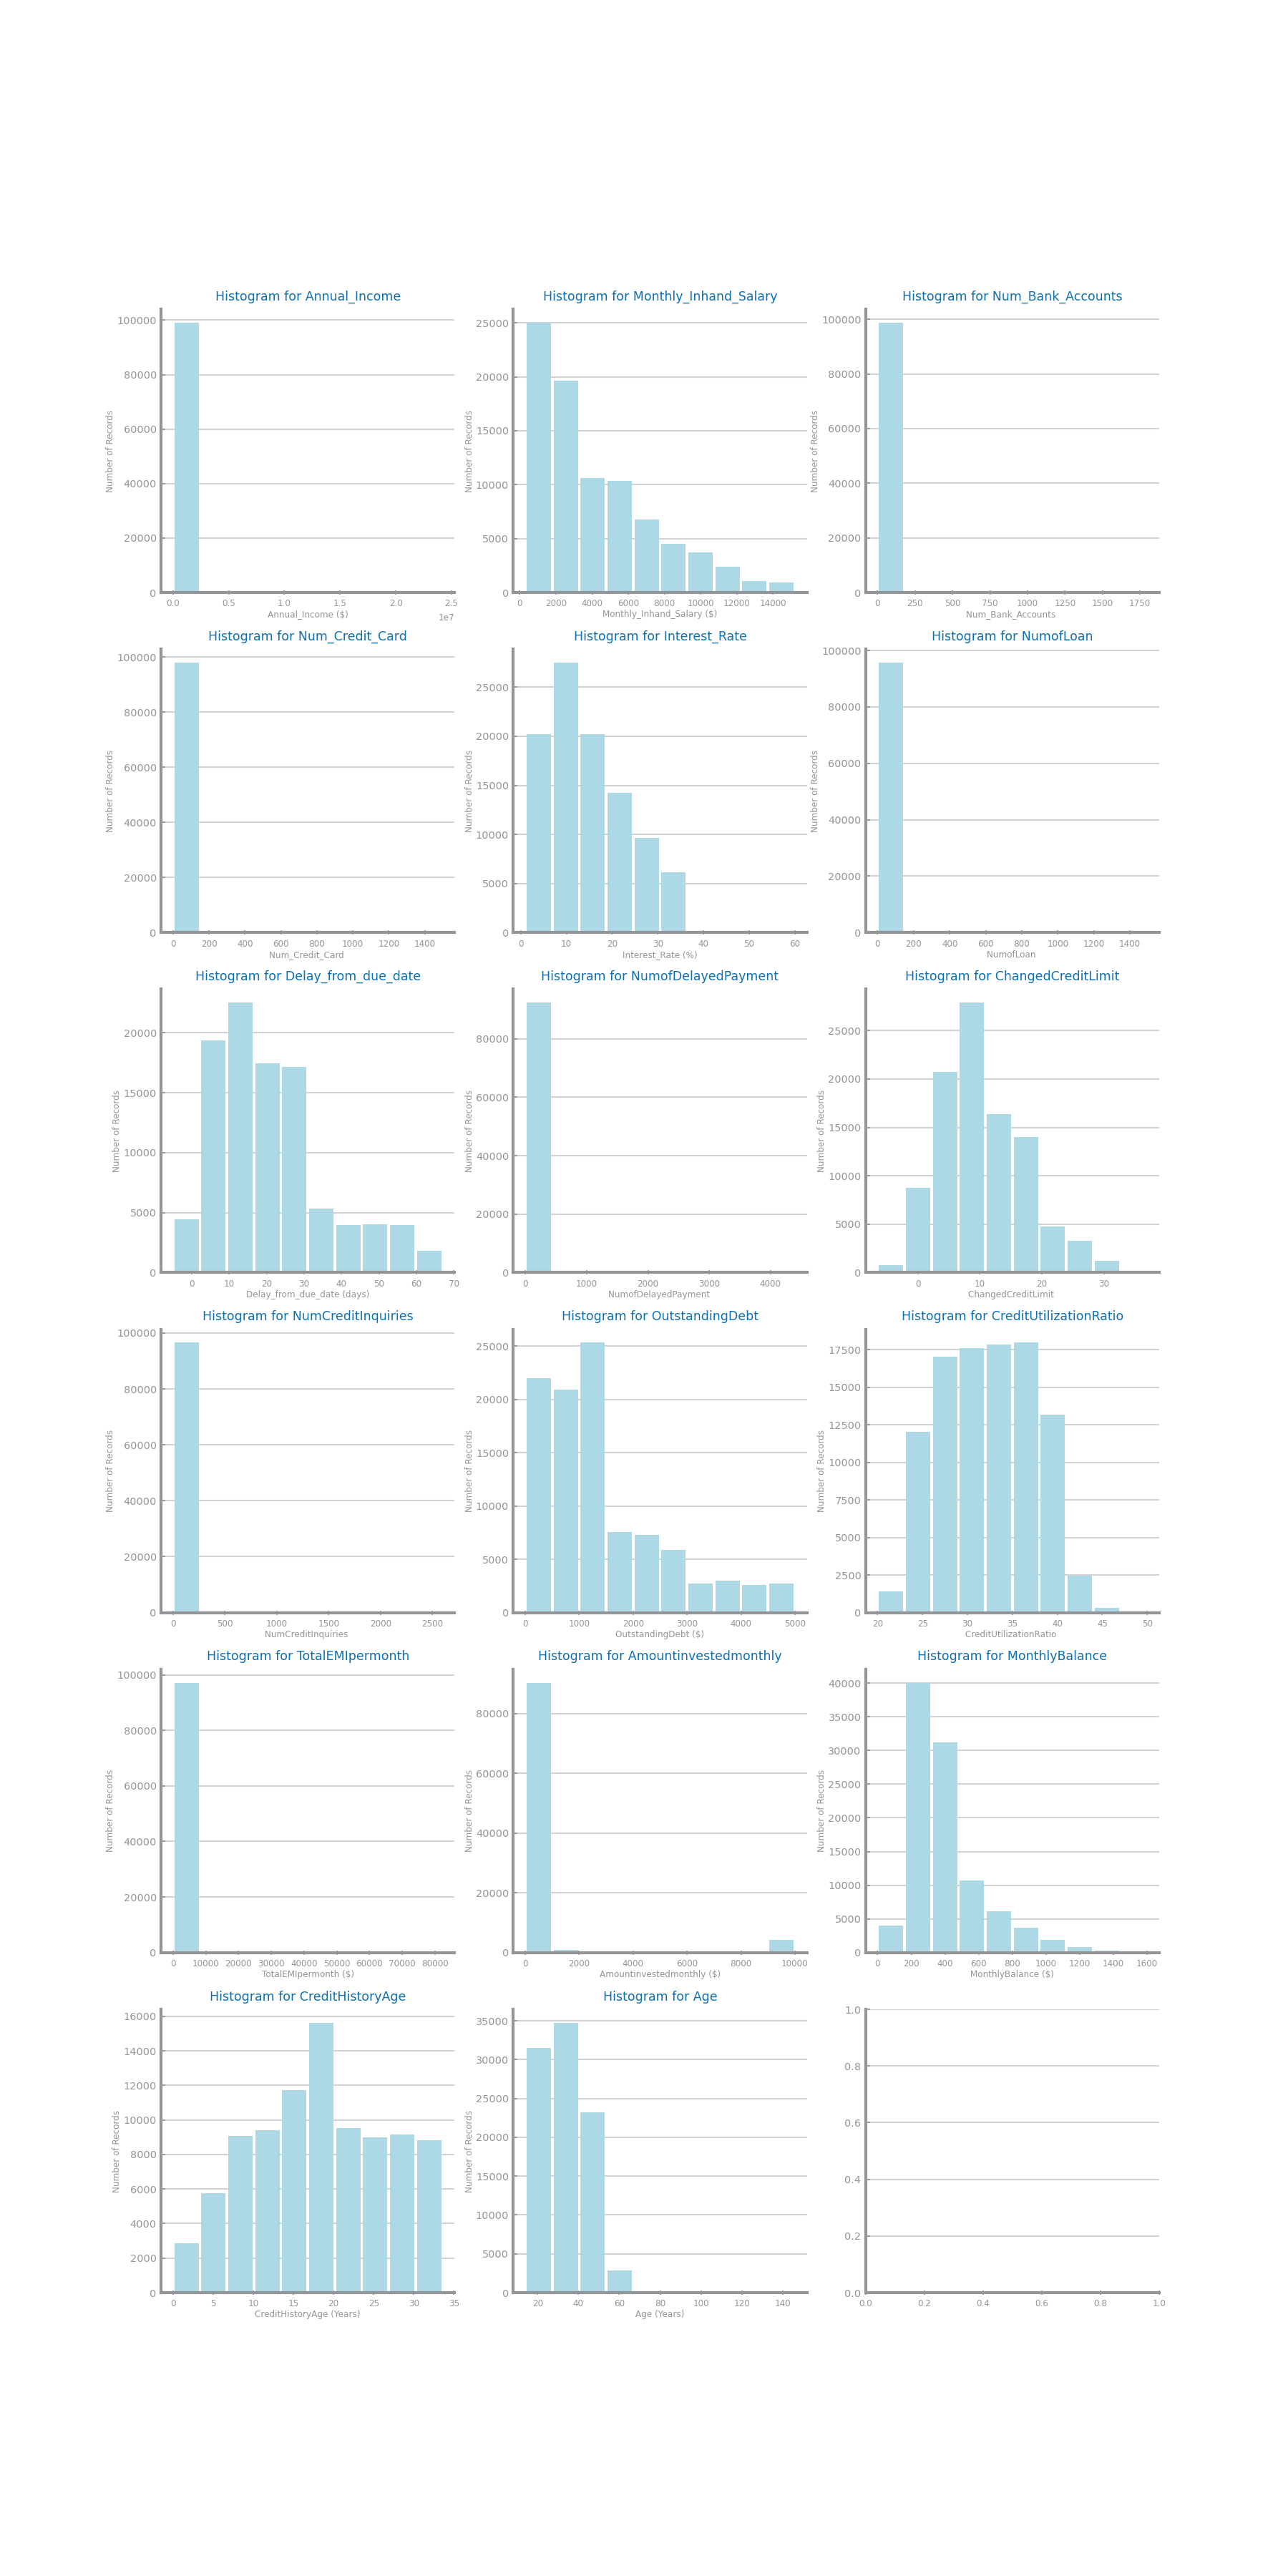 Histogram for Annual_Income
100000
80000
60000
40000
20000
0
Number of Records
0.0 0.5 1.0 1.5 2.0 2.5
Annual_Income ($)
1e7
Histogram for Monthly_Inhand_Salary
25000
20000
15000
10000
5000
0
Number of Records
0 2000 4000 6000 8000 10000 12000 14000
Monthly_Inhand_Salary ($)
Histogram for Num_Bank_Accounts
100000
80000
60000
40000
20000
0
Number of Records
0 250 500 750 1000 1250 1500 1750
Num_Bank_Accounts
Histogram for Num_Credit_Card
100000
80000
60000
40000
20000
0
Number of Records
0 200 400 600 800 1000 1200 1400
Num_Credit_Card
Histogram for Interest_Rate
25000
20000
15000
10000
5000
0
Number of Records
0 10 20 30 40 50 60
Interest_Rate (%)
Histogram for NumofLoan
100000
80000
60000
40000
20000
0
Number of Records
0 200 400 600 800 1000 1200 1400
NumofLoan
Histogram for Delay_from_due_date
20000
15000
10000
5000
0
Number of Records
0 10 20 30 40 50 60 70
Delay_from_due_date (days)
Histogram for NumofDelayedPayment
80000
60000
40000
20000
0
Number of Records
0 1000 2000 3000 4000
NumofDelayedPayment
Histogram for ChangedCreditLimit
25000
20000
15000
10000
5000
0
Number of Records
0 10 20 30
ChangedCreditLimit
Histogram for NumCreditInquiries
100000
80000
60000
40000
20000
0
Number of Records
0 500 1000 1500 2000 2500
NumCreditInquiries
Histogram for OutstandingDebt
25000
20000
15000
10000
5000
0
Number of Records
0 1000 2000 3000 4000 5000
OutstandingDebt ($)
Histogram for CreditUtilizationRatio
17500
15000
12500
10000
7500
5000
2500
0
Number of Records
20 25 30 35 40 45 50
CreditUtilizationRatio
Histogram for TotalEMIpermonth
100000
80000
60000
40000
20000
0
Number of Records
0 10000 20000 30000 40000 50000 60000 70000 80000
TotalEMIpermonth ($)
Histogram for Amountinvestedmonthly
80000
60000
40000
20000
0
Number of Records
0 2000 4000 6000 8000 10000
Amountinvestedmonthly ($)
Histogram for MonthlyBalance
40000
35000
30000
25000
20000
15000
10000
5000
0
Number of Records
0 200 400 600 800 1000 1200 1400 1600
MonthlyBalance ($)
Histogram for CreditHistoryAge
16000
14000
12000
10000
8000
6000
4000
2000
0
Number of Records
0 5 10 15 20 25 30 35
CreditHistoryAge (Years)
Histogram for Age
35000
30000
25000
20000
15000
10000
5000
0
Number of Records
20 40 60 80 100 120 140
Age (Years)
1.0
0.8
0.6
0.4
0.2
0.0
0.0 0.2 0.4 0.6 0.8 1.0